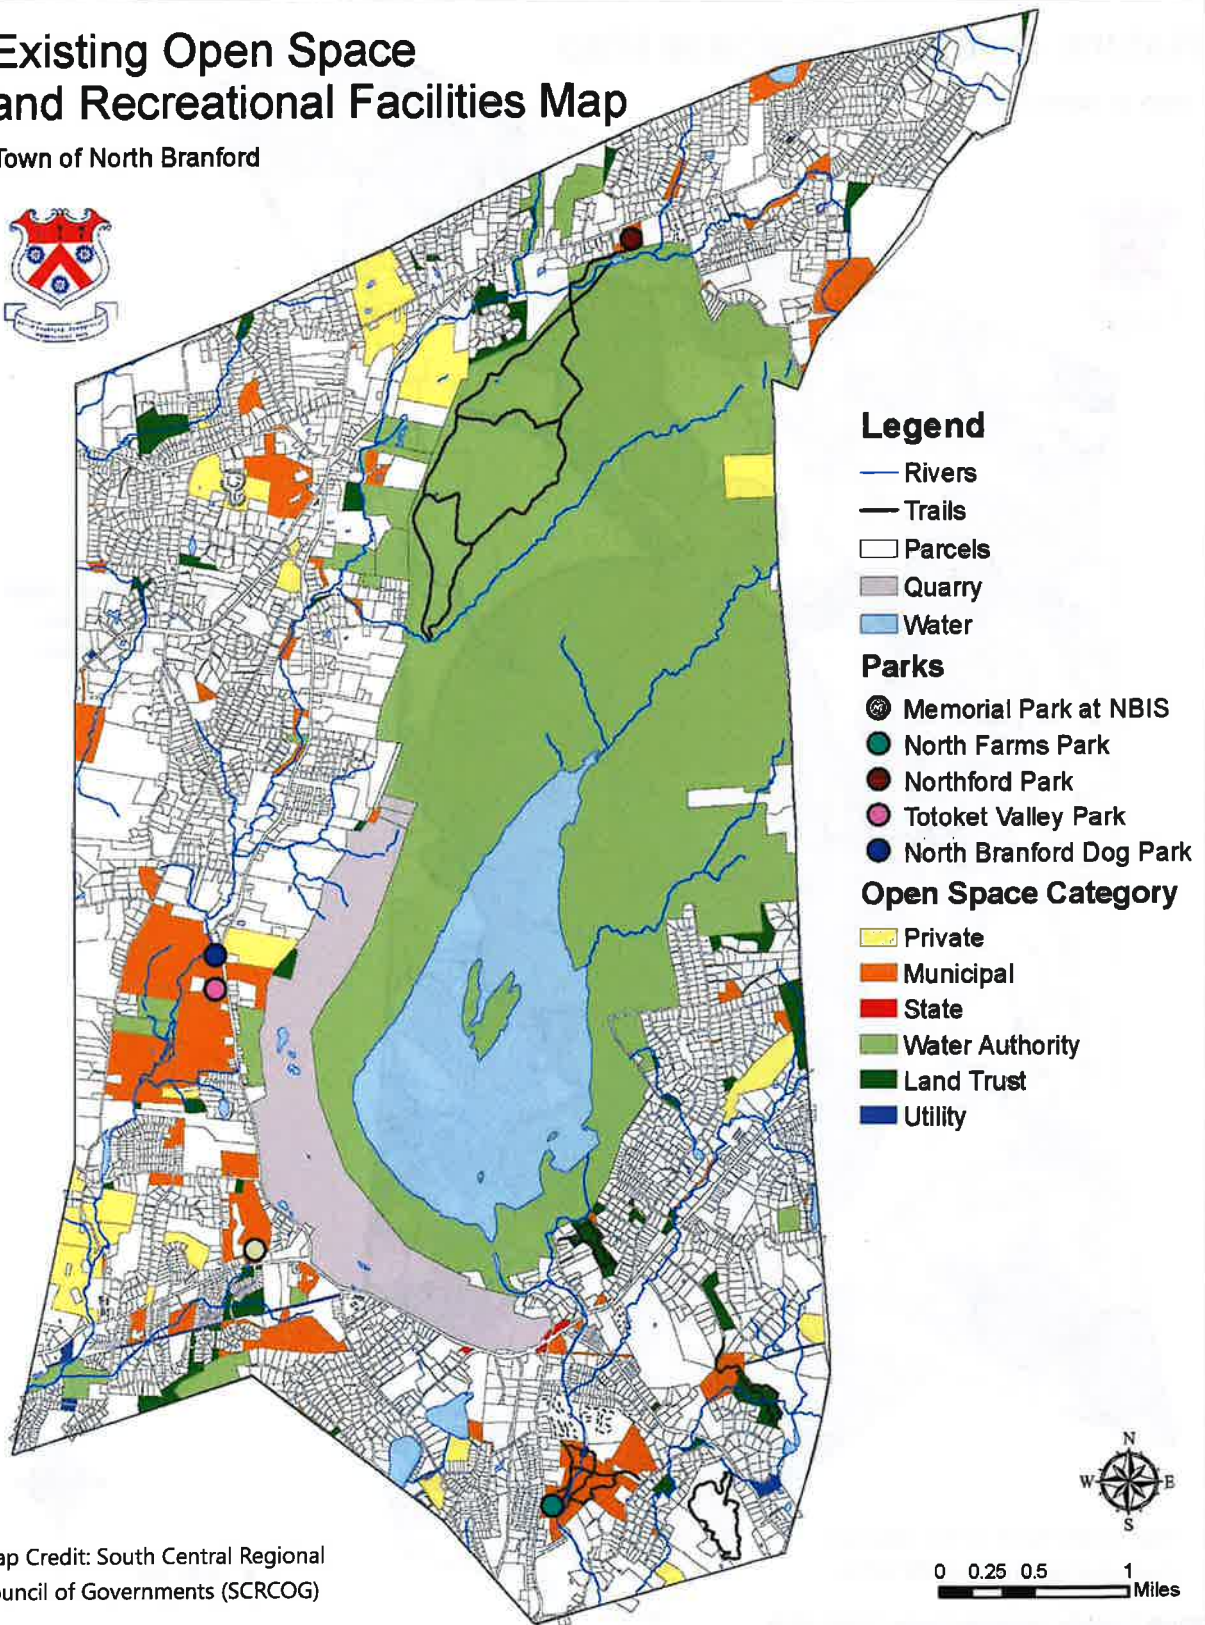 Existing Open Space
and Recreational Facilities Map
Town of North Branford
Legend
Rivers
Trails
Parcels
Quarry
Water
Parks
Memorial Park at NBIS
North Farms Park
Northford Park
Totoket Valley Park
North Branford Dog Park
Open Space Category
Private
Municipal
State
Water Authority
Land Trust
Utility
N
W E
S
0 0.25 0.5 1
Miles
ap Credit: South Central Regional
ouncil of Governments (SCRCOG)